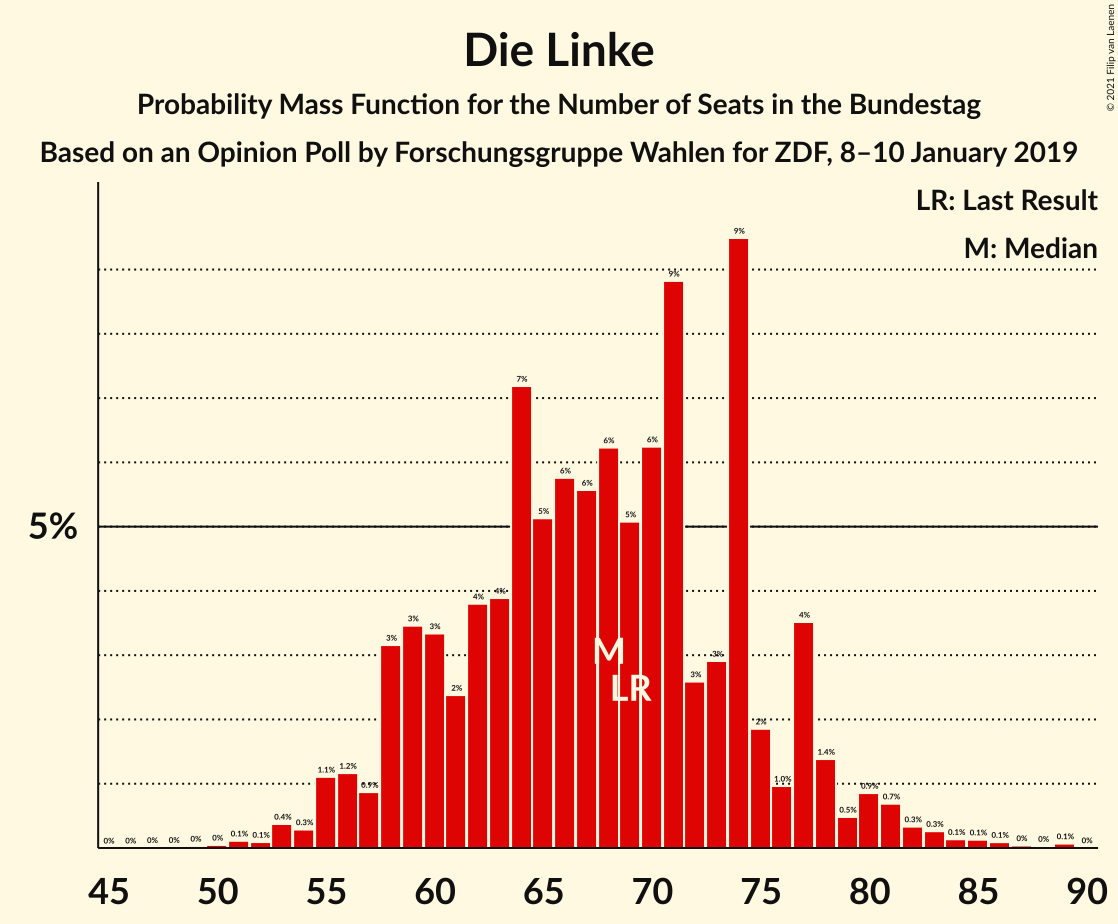 © 2021 Filip van Laenen
Die Linke
Probability Mass Function for the Number of Seats in the Bundestag
Based on an Opinion Poll by Forschungsgruppe Wahlen for ZDF, 8–10 January 2019
LR: Last Result
M: Median
5%
0% 0% 0% 0% 0% 0% 0.1% 0.1% 0.4% 0.3% 1.1% 1.2% 0.9% 3% 3% 3% 2% 4% 4% 7% 5% 6% 6% 6% 5% 6% 9% 3% 3% 9% 2% 1.0% 4% 1.4% 0.5% 0.9% 0.7% 0.3% 0.3% 0.1% 0.1% 0.1% 0% 0% 0.1% 0%
M
LR
45 50 55 60 65 70 75 80 85 90